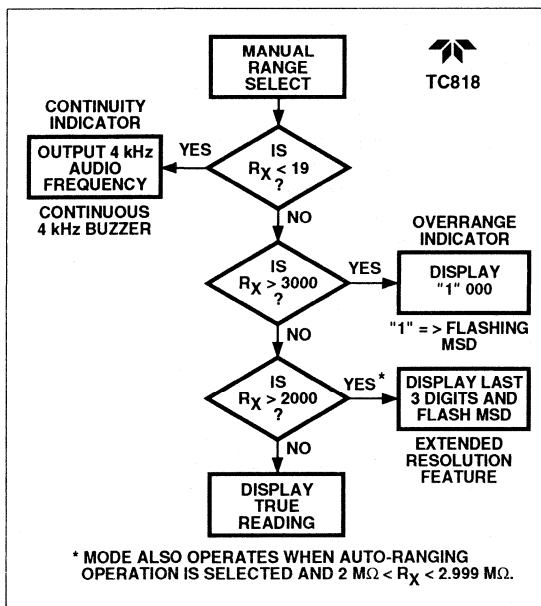 MANUAL
RANGE
SELECT
TC818
CONTINUITY
INDICATOR
OUTPUT 4 kHz
AUDIO
FREQUENCY
CONTINUOUS
4 kHz BUZZER
YES
IS
RX < 19
?
NO
OVERRANGE
INDICATOR
IS
RX > 3000
?
YES
DISPLAY
"1" 000
"1" = > FLASHING
MSD
NO
IS
RX > 2000
?
YES*
DISPLAY LAST
3 DIGITS AND
FLASH MSD
EXTENDED
RESOLUTION
FEATURE
NO
DISPLAY
TRUE
READING
* MODE ALSO OPERATES WHEN AUTO-RANGING
OPERATION IS SELECTED AND 2 MΩ < RX < 2.999 MΩ.